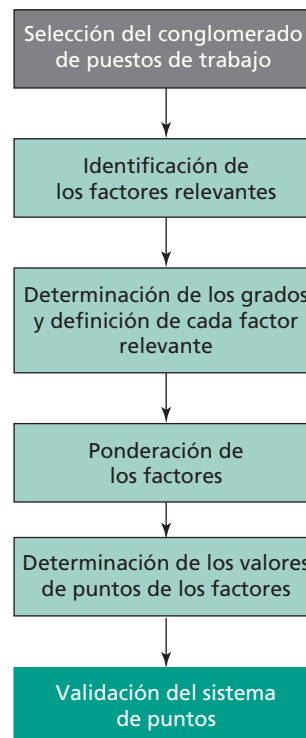 Selección del conglomerado
de puestos de trabajo
Identificación de
los factores relevantes
Determinación de los grados
y definición de cada factor
relevante
Ponderación de
los factores
Determinación de los valores
de puntos de los factores
Validación del sistema
de puntos